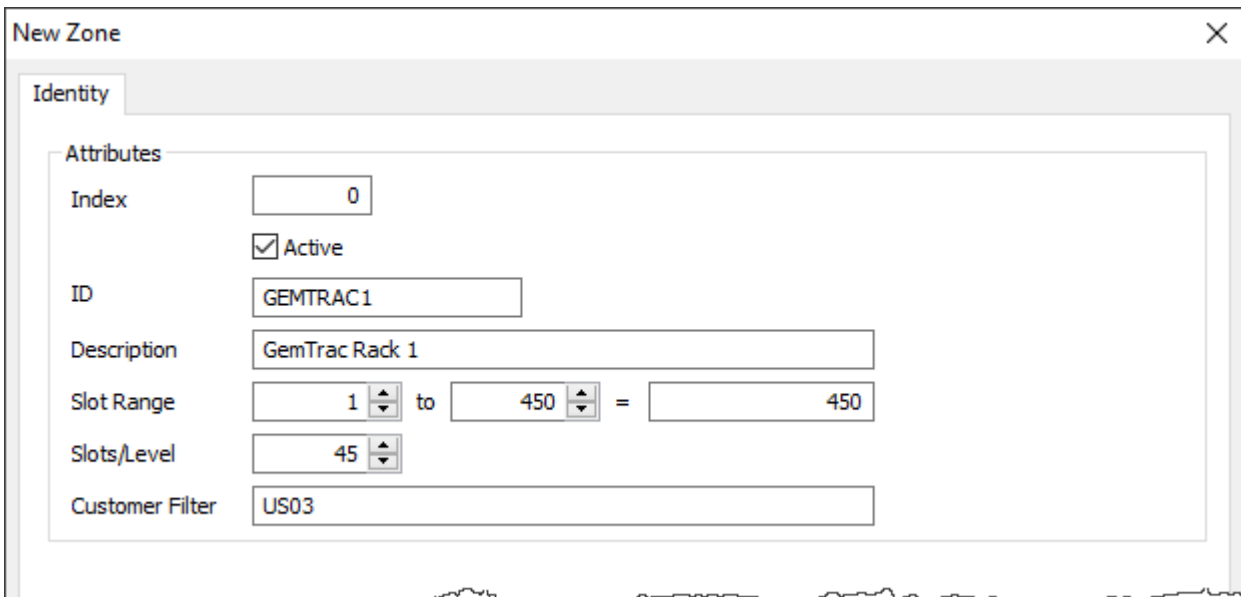 New Zone
Identity
Attributes
Index 0
Active
ID GEMTRAC1
Description GemTrac Rack 1
Slot Range 1 to 450 = 450
Slots/Level 45
Customer Filter US03